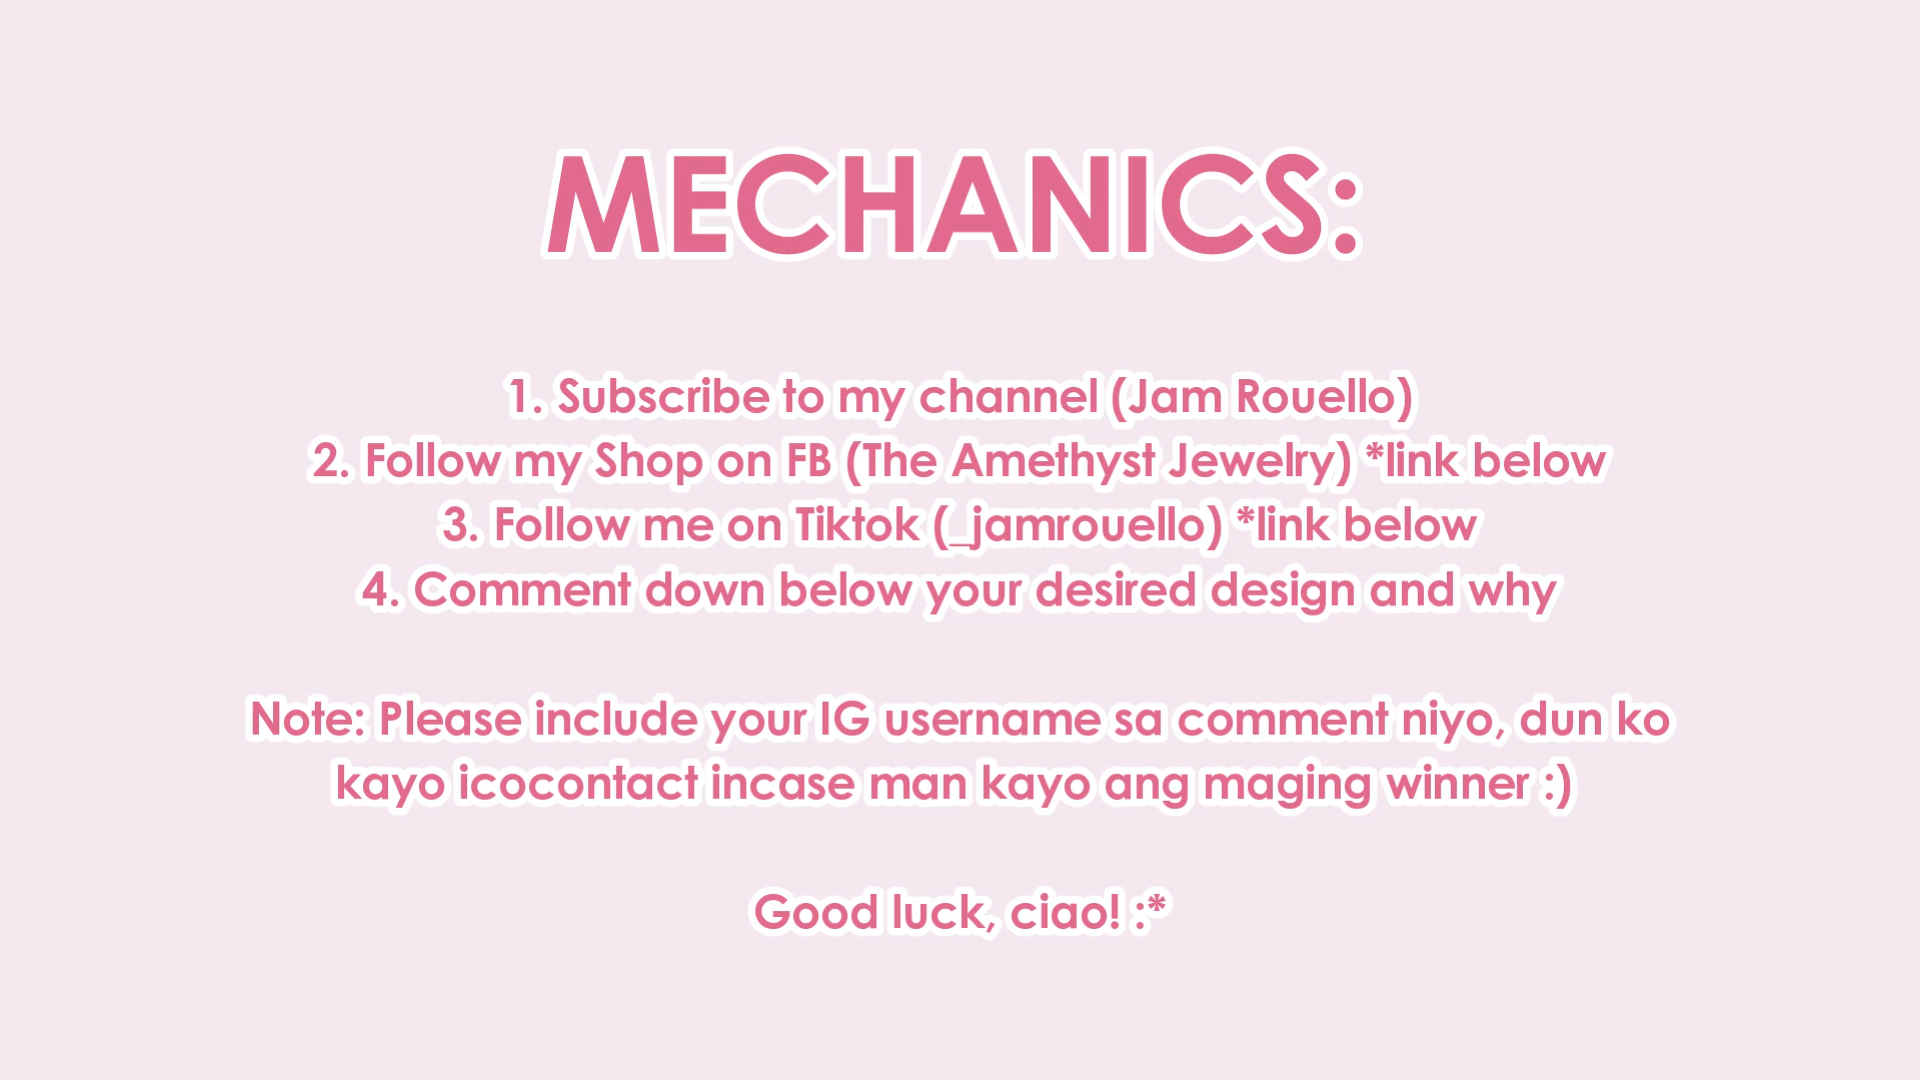 MECHANICS:
1. Subscribe to my channel (Jam Rouello)
2. Follow my Shop on FB (The Amethyst Jewelry) *link below
3. Follow me on Tiktok (_jamrouello) *link below
4. Comment down below your desired design and why
Note: Please include your IG username sa comment niyo, dun ko
kayo icocontact incase man kayo ang maging winner :)
Good luck, ciao! :*